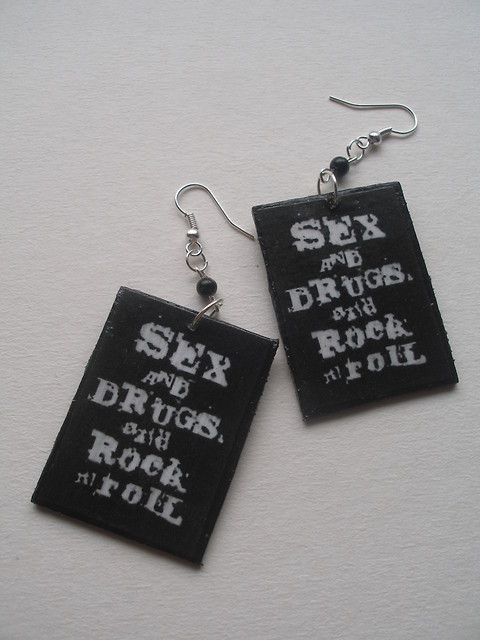 SEX
AND
DRUGS.
and
Rock
n roll
SEX
AND
DRUGS.
and
Rock
n roll